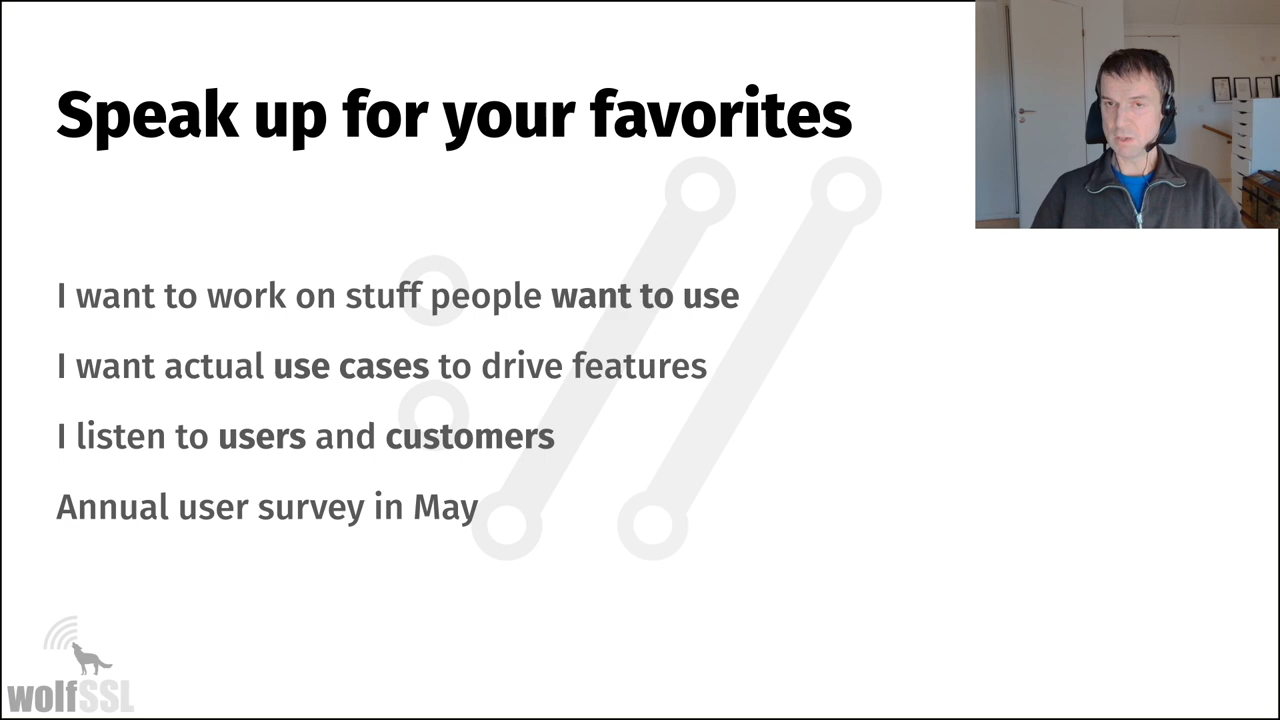 Speak up for your favorites
I want to work on stuff people want to use
I want actual use cases to drive features
I listen to users and customers
Annual user survey in May
wolfSSL